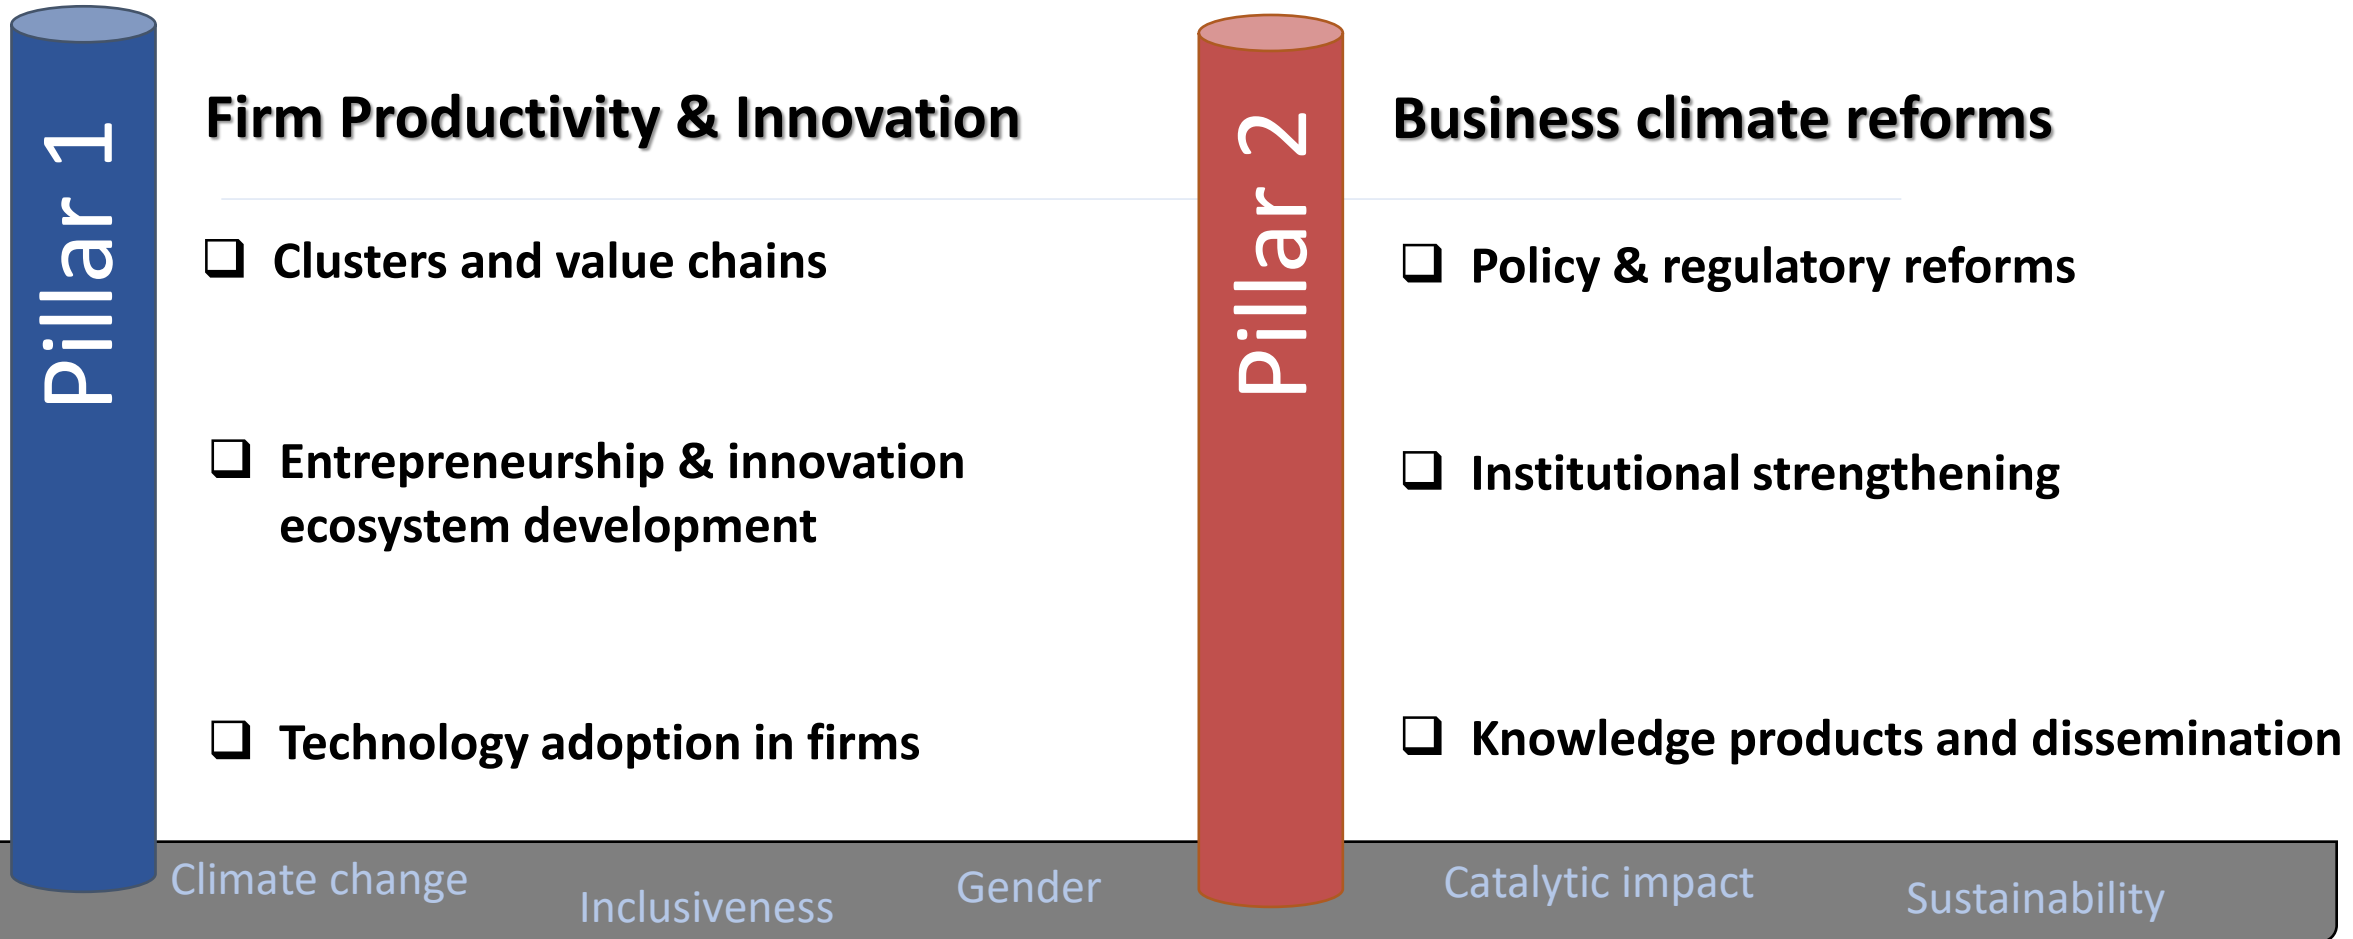 Pillar 1
Firm Productivity & Innovation
❑ Clusters and value chains
❑ Entrepreneurship & innovation
ecosystem development
❑ Technology adoption in firms
Pillar 2
Business climate reforms
❑ Policy & regulatory reforms
❑ Institutional strengthening
❑ Knowledge products and dissemination
Climate change
Inclusiveness
Gender
Catalytic impact
Sustainability